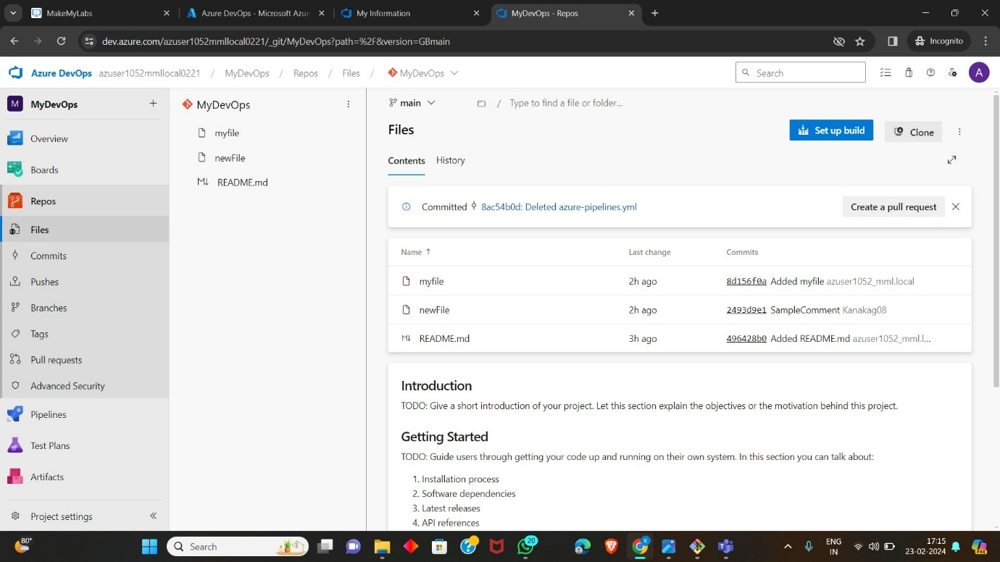 MakeMyLabs
Azure DevOps - Microsoft Azur
My Information
MyDevOps - Repos
dev.azure.com/azuser1052mmllocal0221/_git/MyDevOps?path=%2F&version=GBmain
Incognito
Azure DevOps azuser1052mmllocal0221 / MyDevOps / Repos / Files / MyDevOps
Search
A
M MyDevOps
Overview
Boards
Repos
Files
Commits
Pushes
Branches
Tags
Pull requests
Advanced Security
Pipelines
Test Plans
Artifacts
Project settings
MyDevOps
myfile
newFile
README.md
main / Type to find a file or folder...
Files
Set up build
Clone
Contents
History
Committed 8ac54b0d: Deleted azure-pipelines.yml
Create a pull request
Name ↑ Last change Commits
myfile 2h ago 8d156f0a Added myfile azuser1052_mml.local
newFile 2h ago 2493d9e1 SampleComment Kanakag08
README.md 3h ago 496428b0 Added README.md azuser1052_mml.l...
Introduction
TODO: Give a short introduction of your project. Let this section explain the objectives or the motivation behind this project.
Getting Started
TODO: Guide users through getting your code up and running on their own system. In this section you can talk about:
1. Installation process
2. Software dependencies
3. Latest releases
4. API references
80°
Search
20
K
ENG
IN
17:15
23-02-2024
PRE